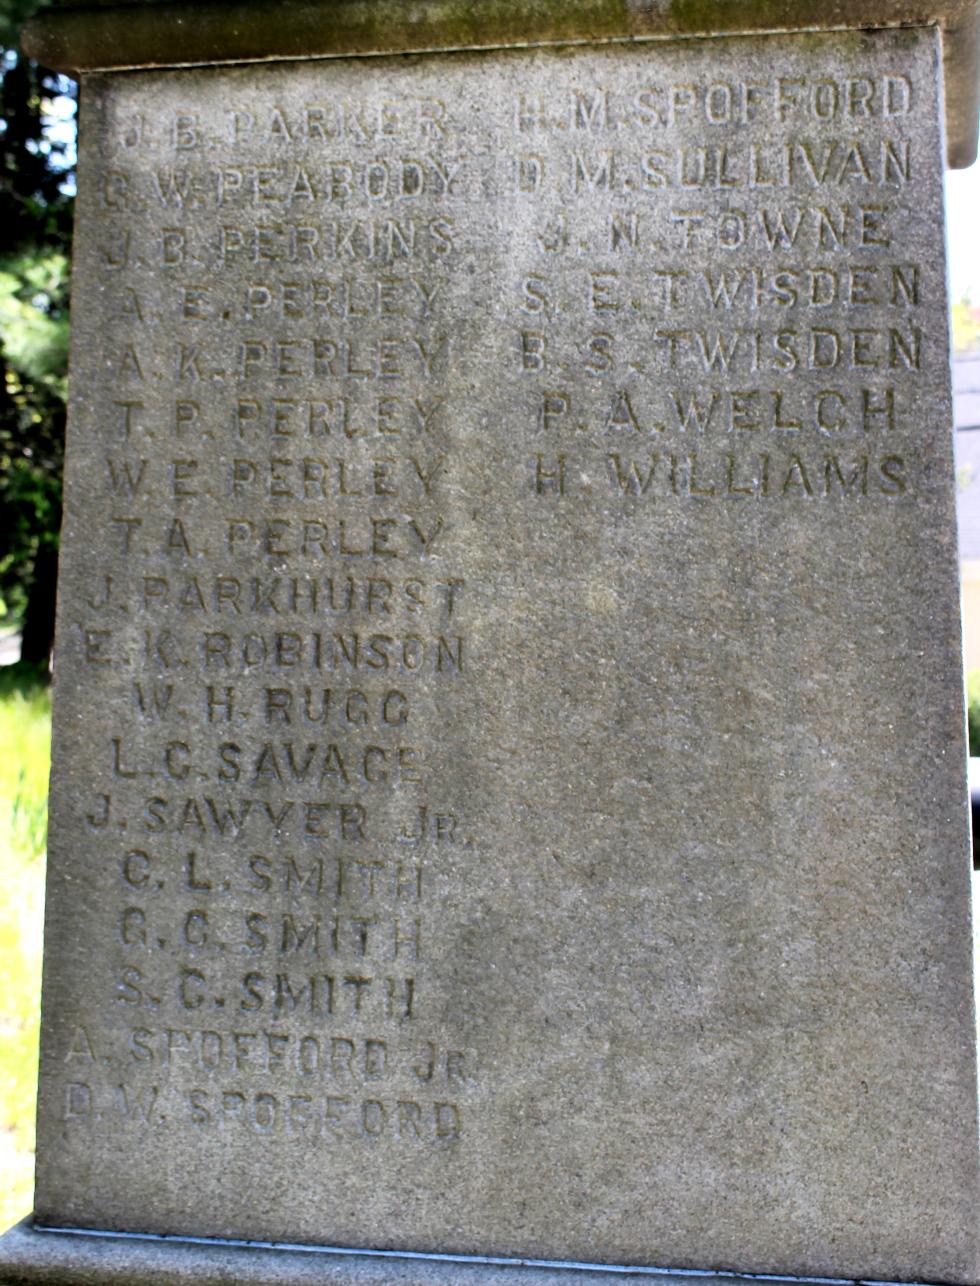 J. B. PARKER
G. W. PEABODY
J. B. PERKINS
A. E. PERLEY
A. K. PERLEY
T. P. PERLEY
W. E. PERLEY
T. A. PERLEY
J. PARKHURST
E. K. ROBINSON
W. H. RUGG
L. G. SAVAGE
J. SAWYER JR.
C. L. SMITH
G. G. SMITH
S. G. SMITH
A. SPOFFORD JR.
D. W. SPOFFORD
H. M. SPOFFORD
D. M. SULLIVAN
J. N. TOWNE
S. E. TWISDEN
B. S. TWISDEN
P. A. WELCH
H. WILLIAMS